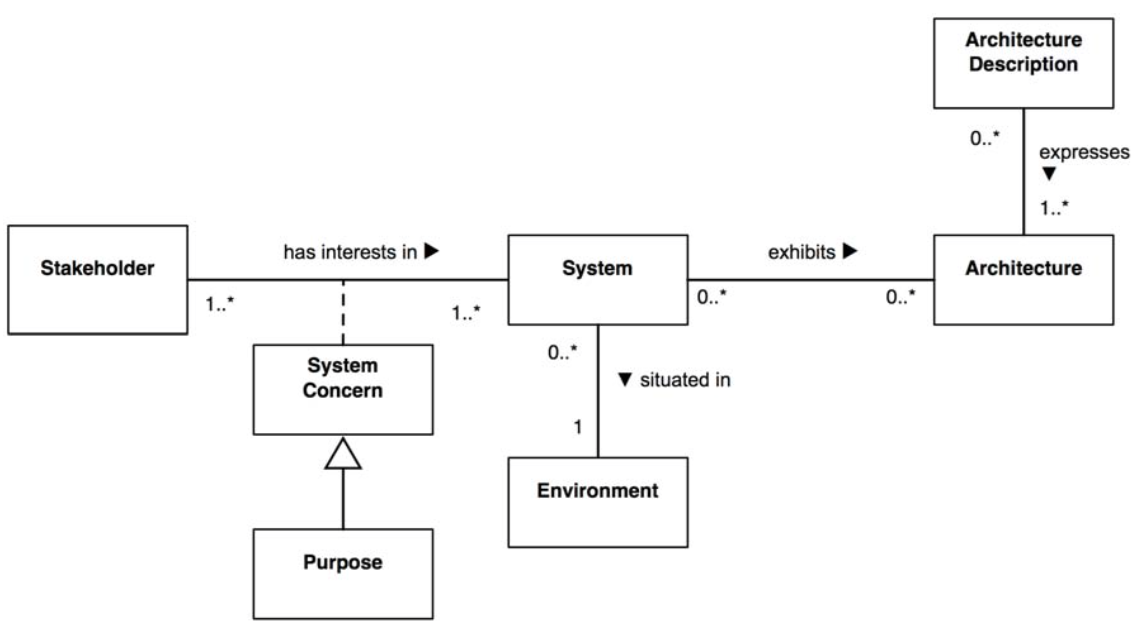 Architecture
Description
0..*
expresses
▼
1..*
Stakeholder
has interests in ▶
1..*
1..*
System
exhibits ▶
0..*
0..*
Architecture
System
Concern
0..*
▼ situated in
1
Environment
Purpose